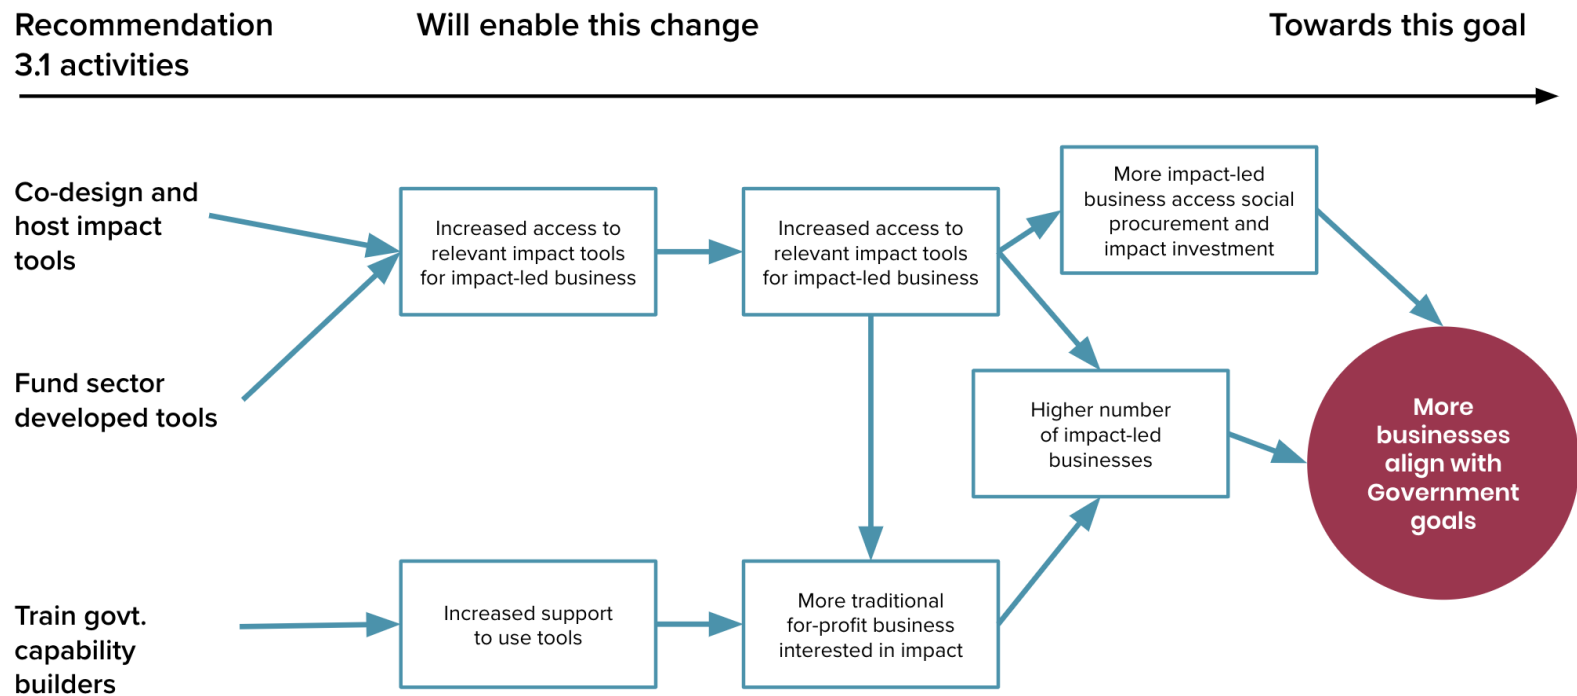 Recommendation
3.1 activities
Will enable this change
Towards this goal
Co-design and
host impact
tools
Fund sector
developed tools
Train govt.
capability
builders
Increased access to
relevant impact tools
for impact-led business
Increased support
to use tools
Increased access to
relevant impact tools
for impact-led business
More traditional
for-profit business
interested in impact
More impact-led
business access social
procurement and
impact investment
Higher number
of impact-led
businesses
More
businesses
align with
Government
goals